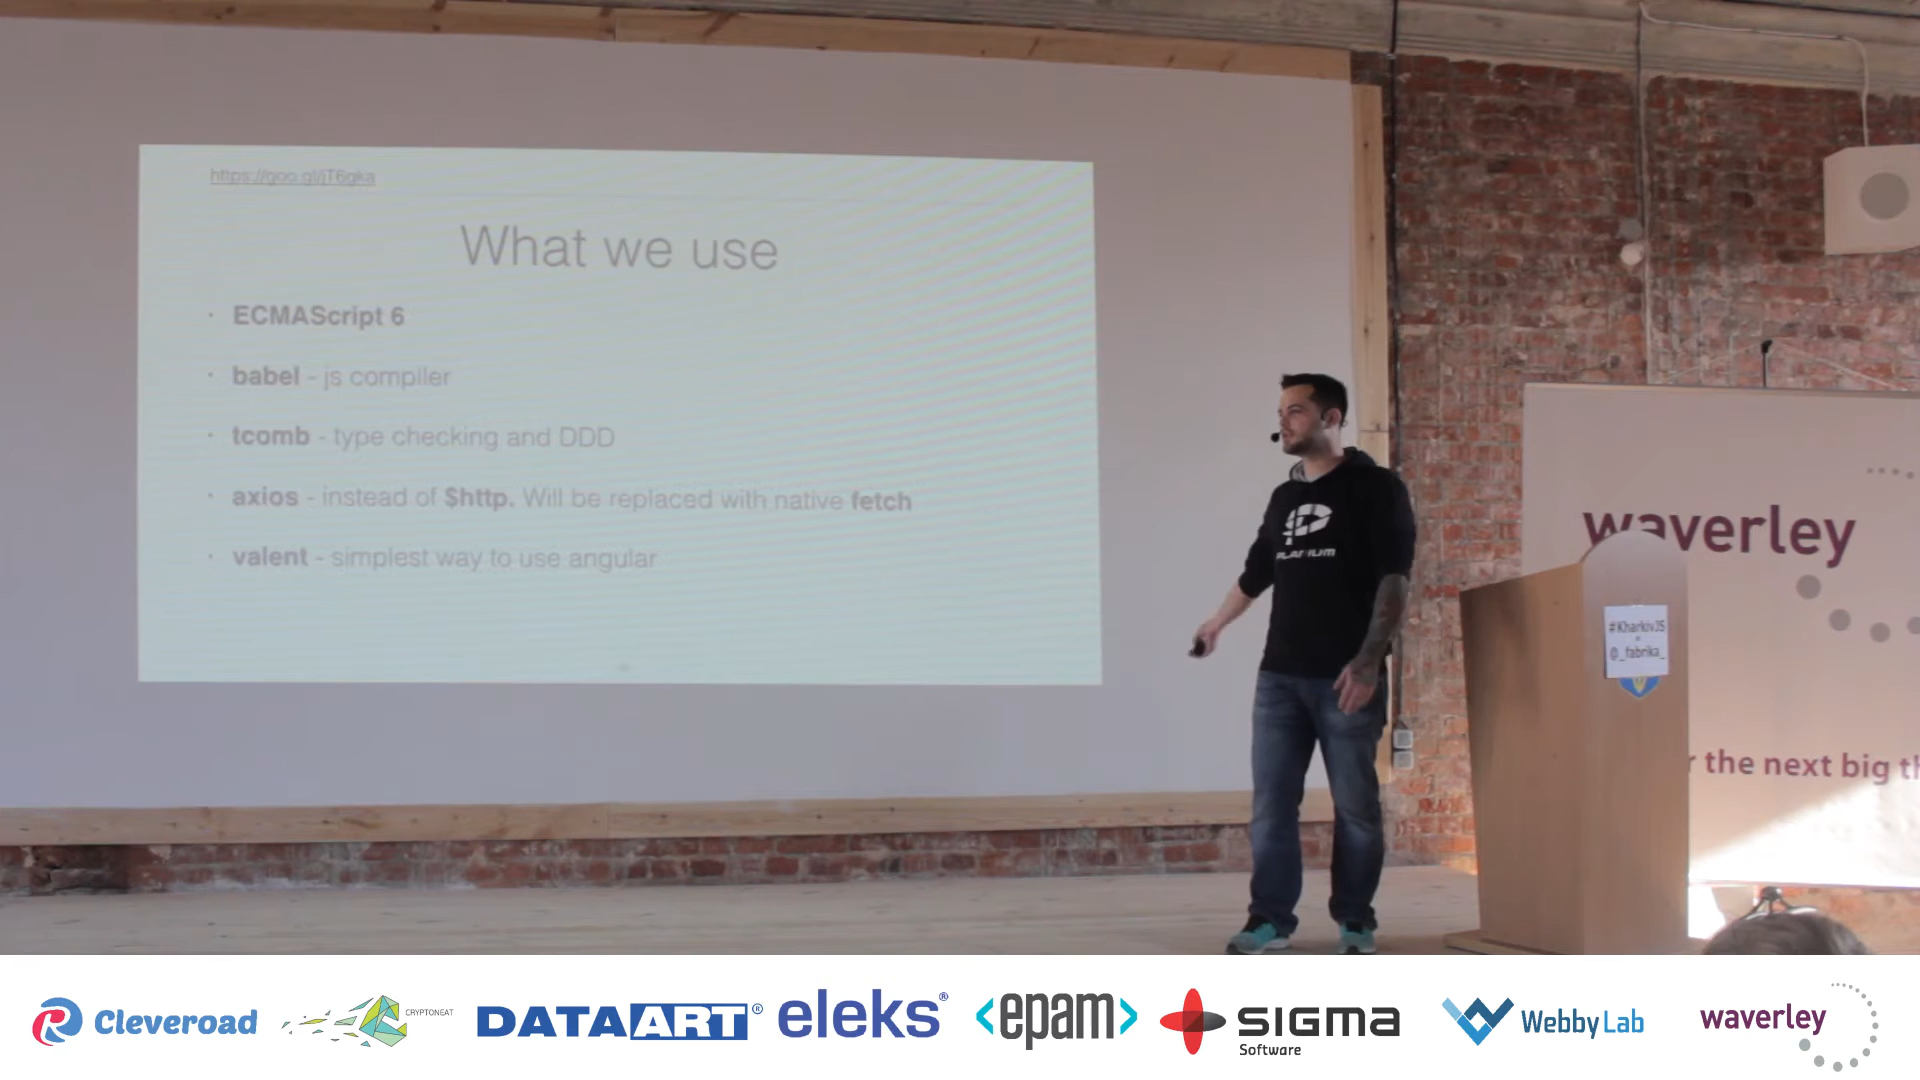 https://goo.gl/jT6gka
What we use
· ECMAScript 6
· babel - js compiler
· tcomb - type checking and DDD
· axios - instead of $http. Will be replaced with native fetch
· valent - simplest way to use angular
PLANIUM
waverley
the next big
#KharkivJS
@_fabrika_
Cleveroad
CRYPTONEAT
DATAART®
eleks®
<epam>
SIGMA
Software
WebbyLab
waverley